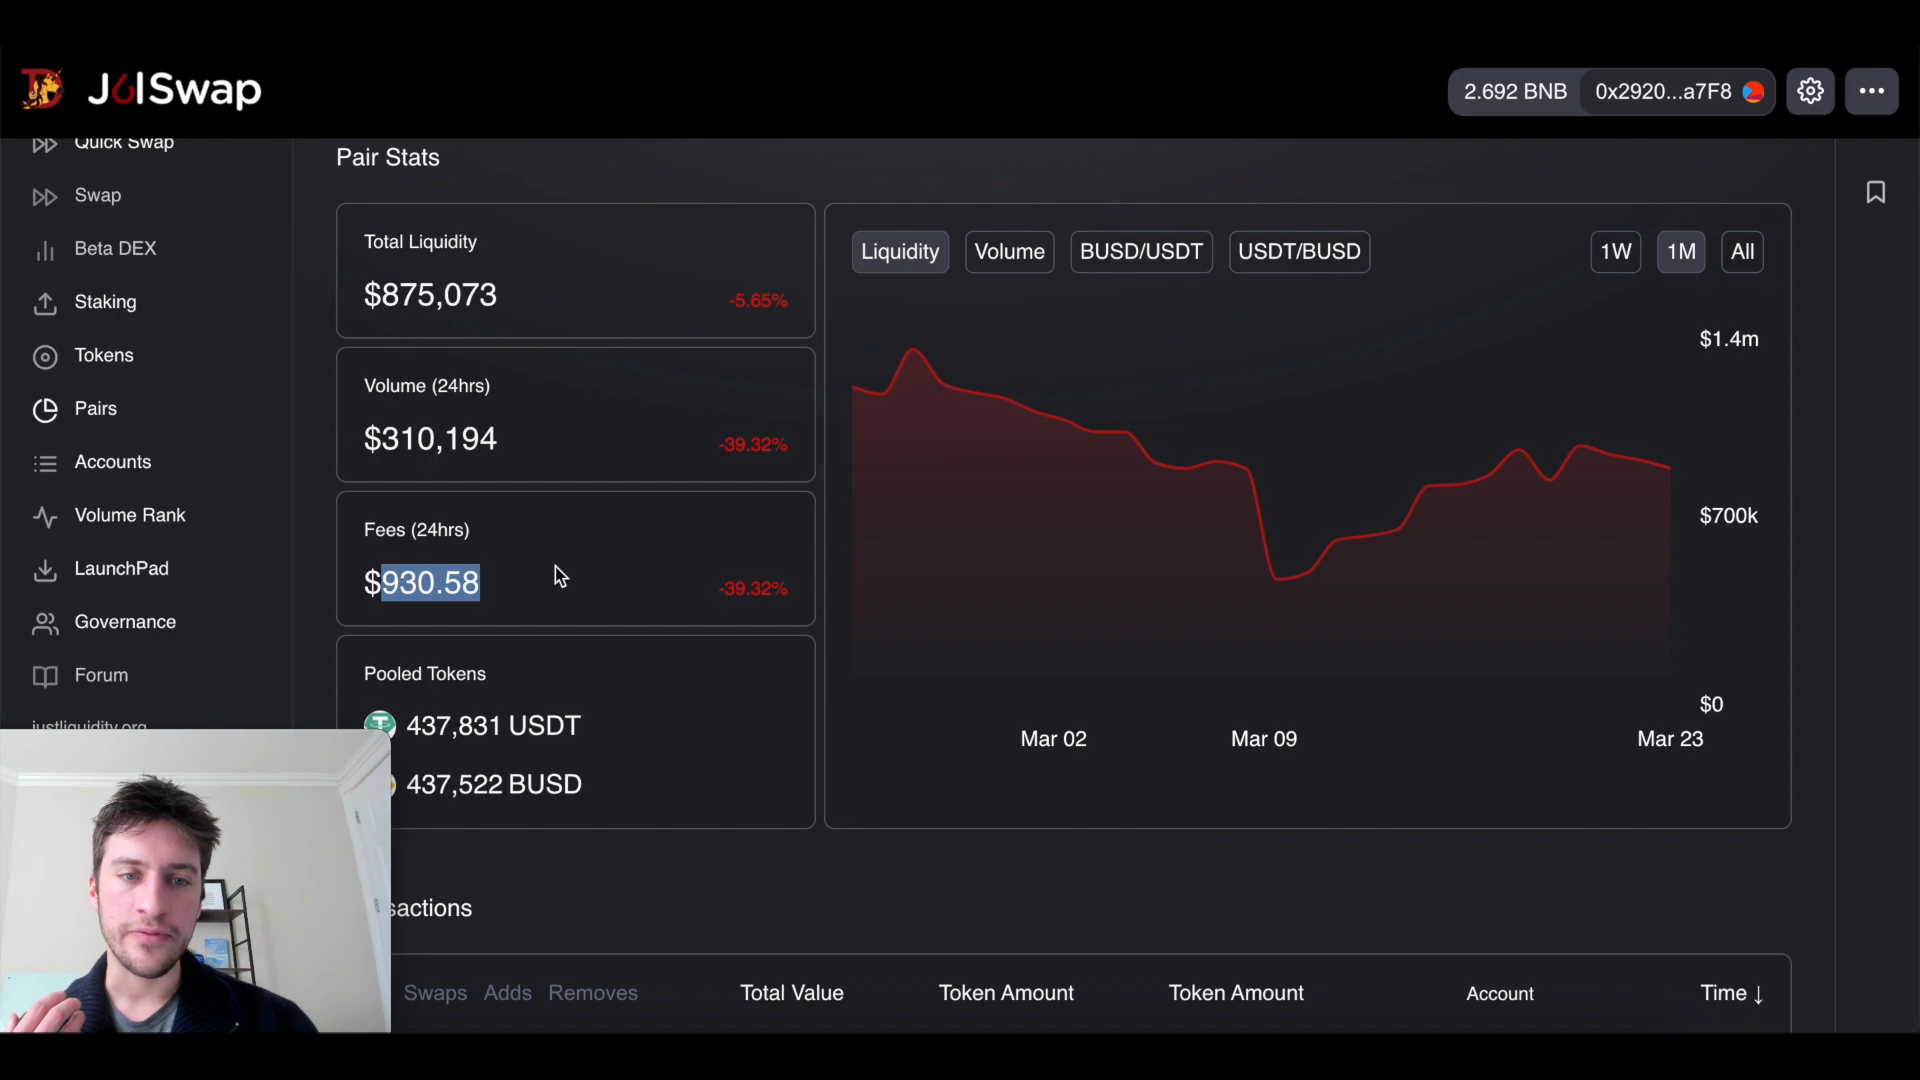 JulSwap
2.692 BNB 0x2920...a7F8
Quick Swap
Swap
Beta DEX
Staking
Tokens
Pairs
Accounts
Volume Rank
LaunchPad
Governance
Forum
justliquidity.org
Pair Stats
Total Liquidity
$875,073 -5.65%
Volume (24hrs)
$310,194 -39.32%
Fees (24hrs)
$930.58 -39.32%
Pooled Tokens
437,831 USDT
437,522 BUSD
Liquidity Volume BUSD/USDT USDT/BUSD 1W 1M All
$1.4m
$700k
$0
Mar 02 Mar 09 Mar 23
sactions
Swaps Adds Removes Total Value Token Amount Token Amount Account Time ↓